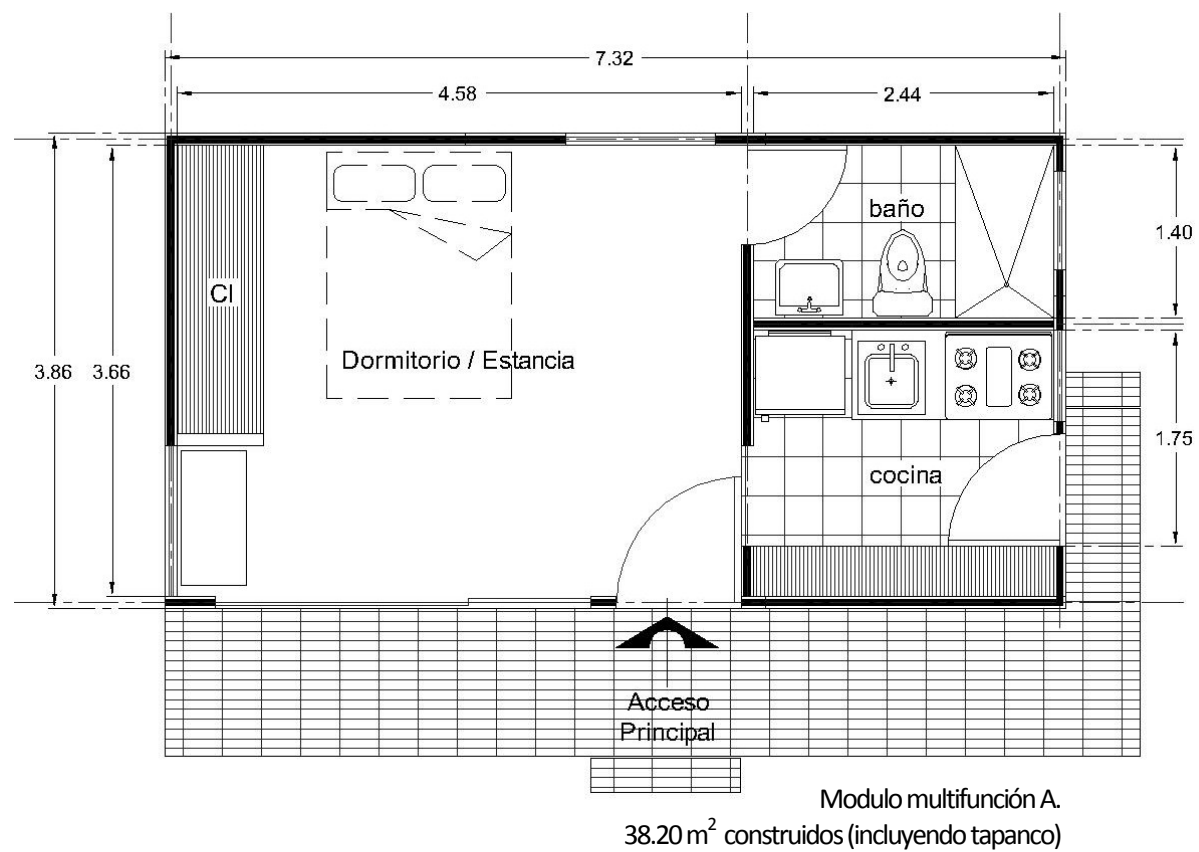 7.32
4.58
2.44
baño
1.40
Cl
Dormitorio / Estancia
3.86
3.66
1.75
cocina
Acceso
Principal
Modulo multifunción A.
38.20 m² construidos (incluyendo tapanco)